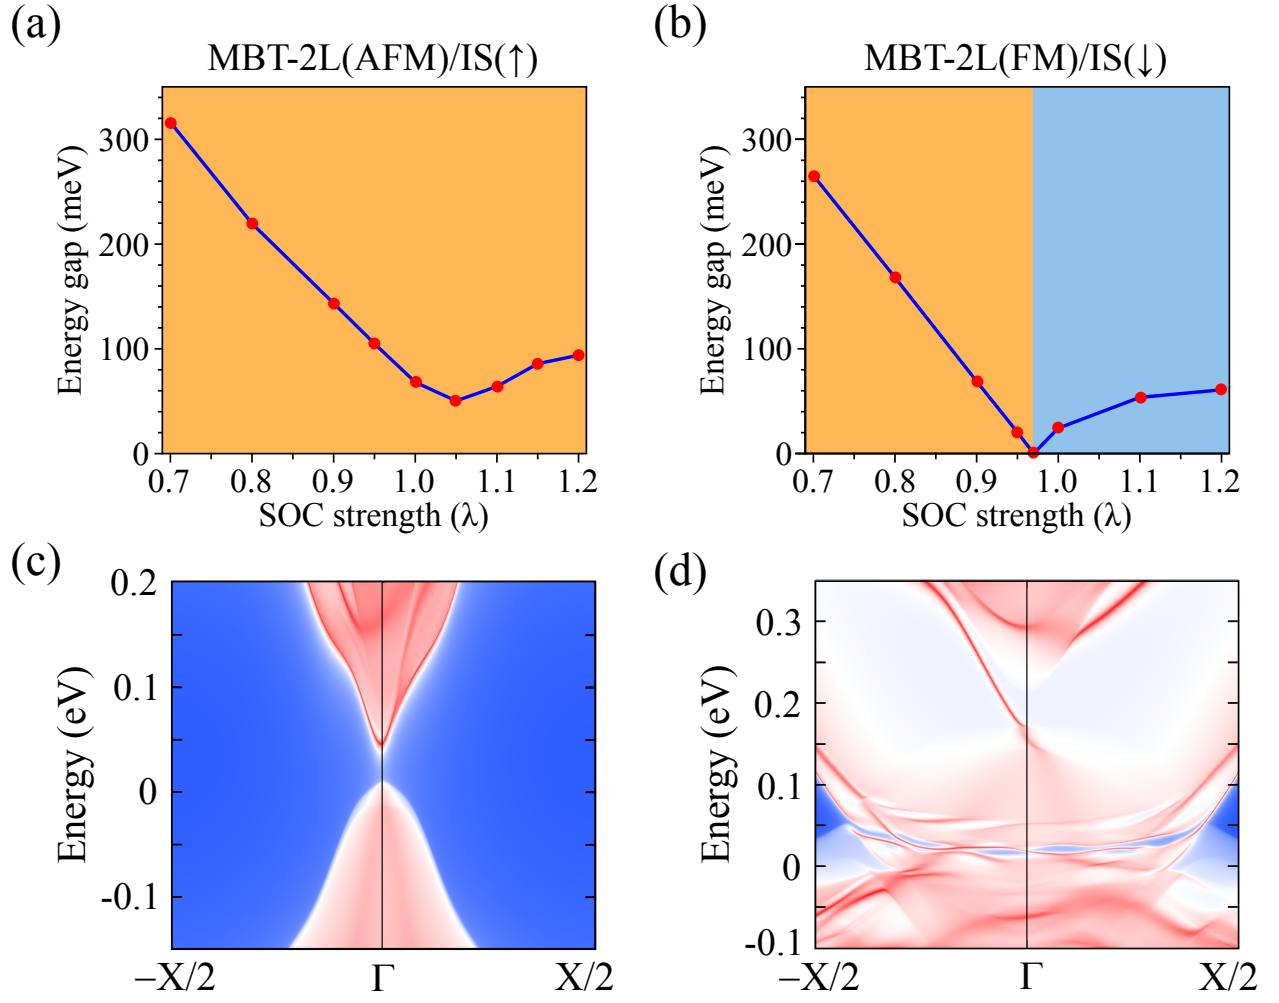 (a)
MBT-2L(AFM)/IS(↑)
Energy gap (meV)
300
200
100
0
0.7 0.8 0.9 1.0 1.1 1.2
SOC strength (λ)
(b)
MBT-2L(FM)/IS(↓)
Energy gap (meV)
300
200
100
0
0.7 0.8 0.9 1.0 1.1 1.2
SOC strength (λ)
(c)
Energy (eV)
0.2
0.1
0
-0.1
−X/2 Γ X/2
(d)
Energy (eV)
0.3
0.2
0.1
0
-0.1
−X/2 Γ X/2